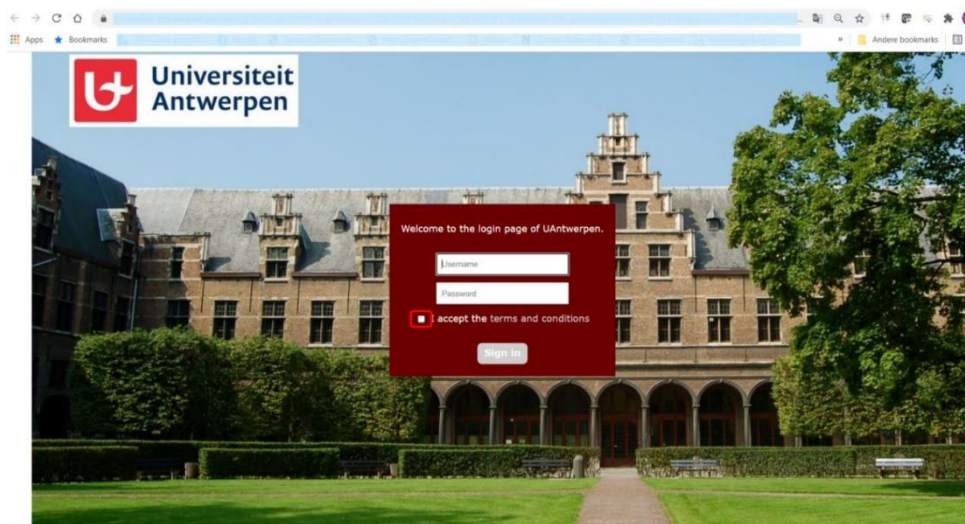 Apps
Bookmarks
»
Andere bookmarks
Universiteit
Antwerpen
Welcome to the login page of UAntwerpen.
Username
Password
I accept the terms and conditions
Sign in